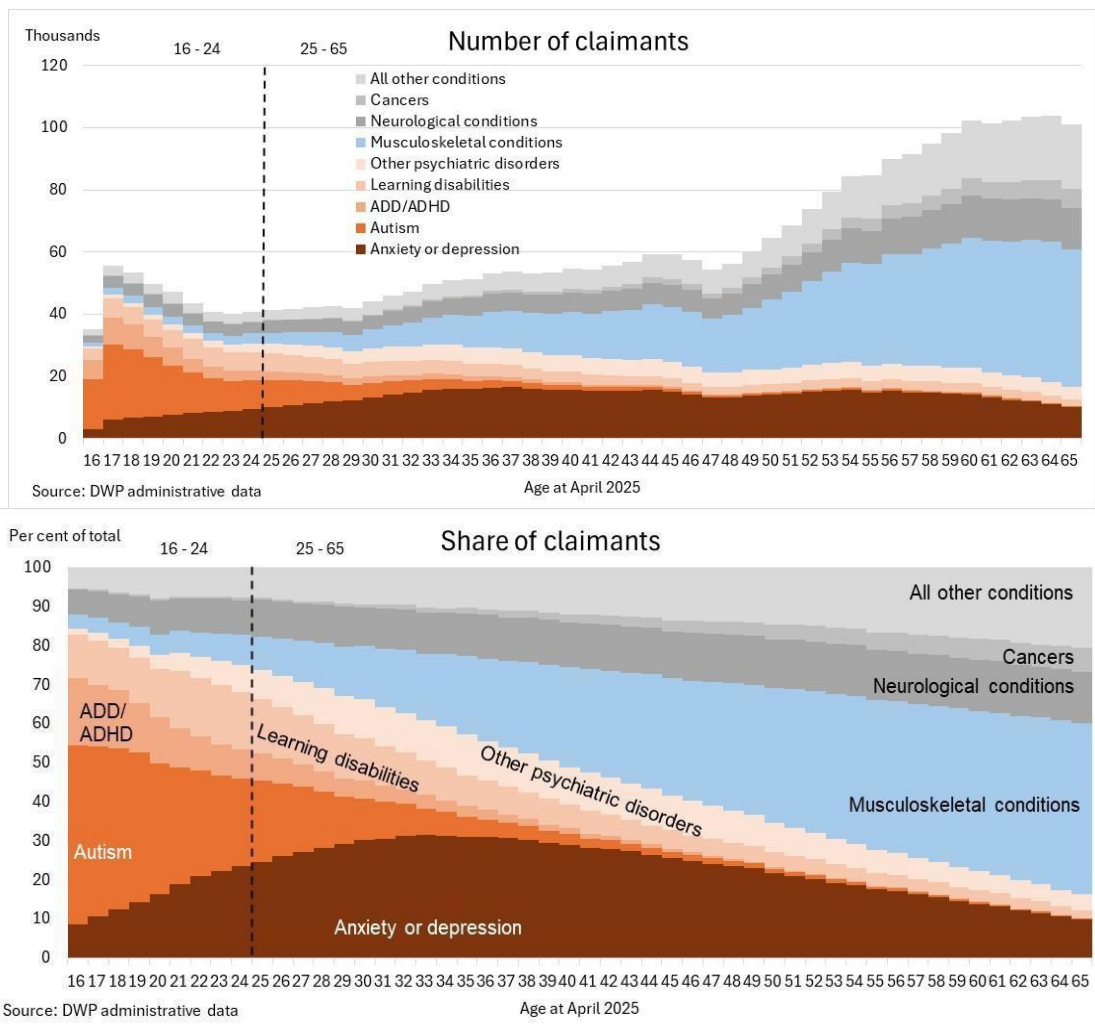 Thousands
16 - 24
25 - 65
Number of claimants
120
100
80
60
40
20
0
All other conditions
Cancers
Neurological conditions
Musculoskeletal conditions
Other psychiatric disorders
Learning disabilities
ADD/ADHD
Autism
Anxiety or depression
16 17 18 19 20 21 22 23 24 25 26 27 28 29 30 31 32 33 34 35 36 37 38 39 40 41 42 43 44 45 46 47 48 49 50 51 52 53 54 55 56 57 58 59 60 61 62 63 64 65
Source: DWP administrative data
Age at April 2025
Per cent of total
16 - 24
25 - 65
Share of claimants
100
90
80
70
60
50
40
30
20
10
0
All other conditions
Cancers
Neurological conditions
ADD/
ADHD
Learning disabilities
Other psychiatric disorders
Musculoskeletal conditions
Autism
Anxiety or depression
16 17 18 19 20 21 22 23 24 25 26 27 28 29 30 31 32 33 34 35 36 37 38 39 40 41 42 43 44 45 46 47 48 49 50 51 52 53 54 55 56 57 58 59 60 61 62 63 64 65
Source: DWP administrative data
Age at April 2025